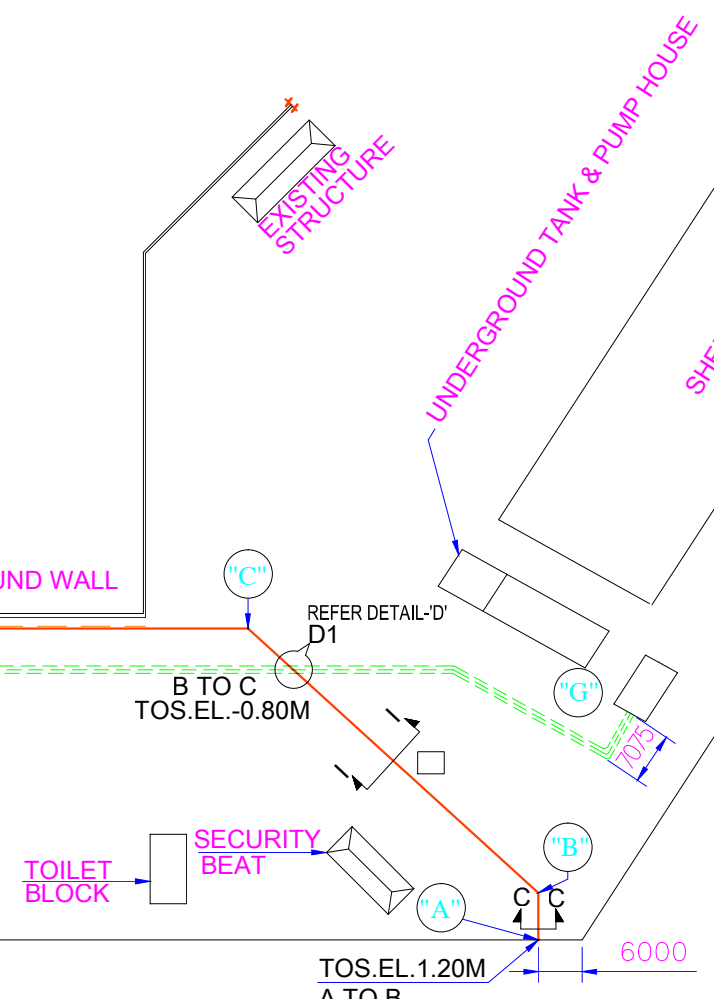 UNDERGROUND TANK & PUMP HOUSE
EXISTING
STRUCTURE
UND WALL
"C"
REFER DETAIL-'D'
D1
B TO C
TOS.EL.-0.80M
"G"
7075
TOILET
BLOCK
SECURITY
BEAT
"B"
"A"
C C
TOS.EL.1.20M
A TO B
6000